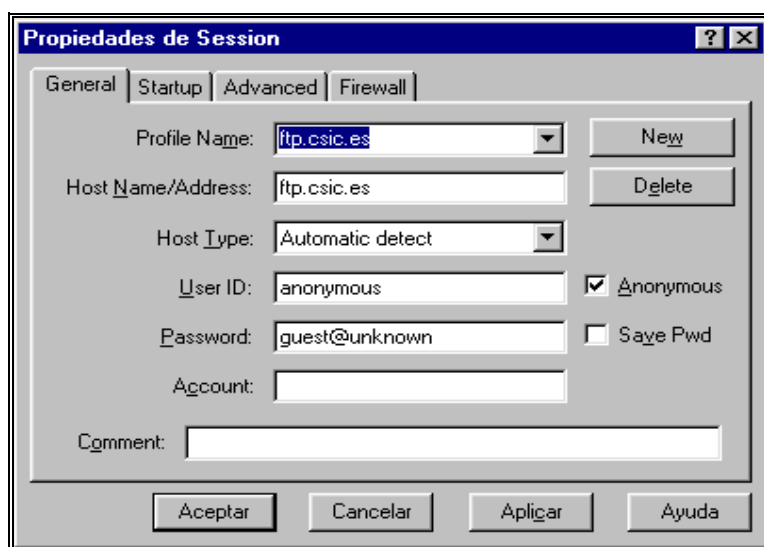 Propiedades de Session
General Startup Advanced Firewall
Profile Name: ftp.csic.es New
Host Name/Address: ftp.csic.es Delete
Host Type: Automatic detect
User ID: anonymous Anonymous
Password: guest@unknown Save Pwd
Account:
Comment:
Aceptar Cancelar Aplicar Ayuda